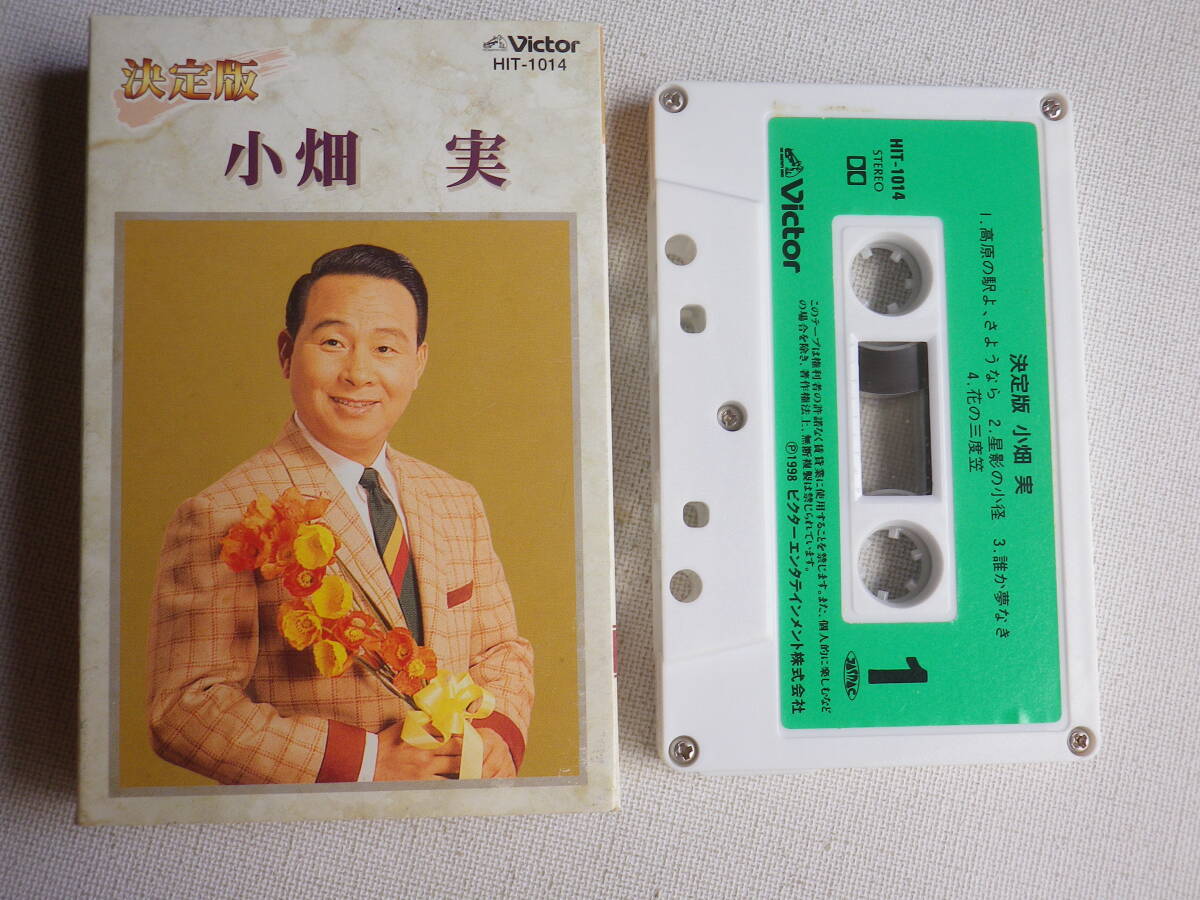 決定版
Victor
HIT-1014
小畑 実
HIT-1014
STEREO
Victor
決定版 小畑 実
1.高原の駅よ、さようなら 2.星影の小径 3.誰か夢なき
4.花の三度笠
1
JASRAC
このテープは権利者の許諾なく賃貸業に使用することを禁じます。また、個人的に楽しむなど
の場合を除き、著作権法上、無断複製は禁じられています。
Ⓟ1998 ビクターエンタテインメント株式会社